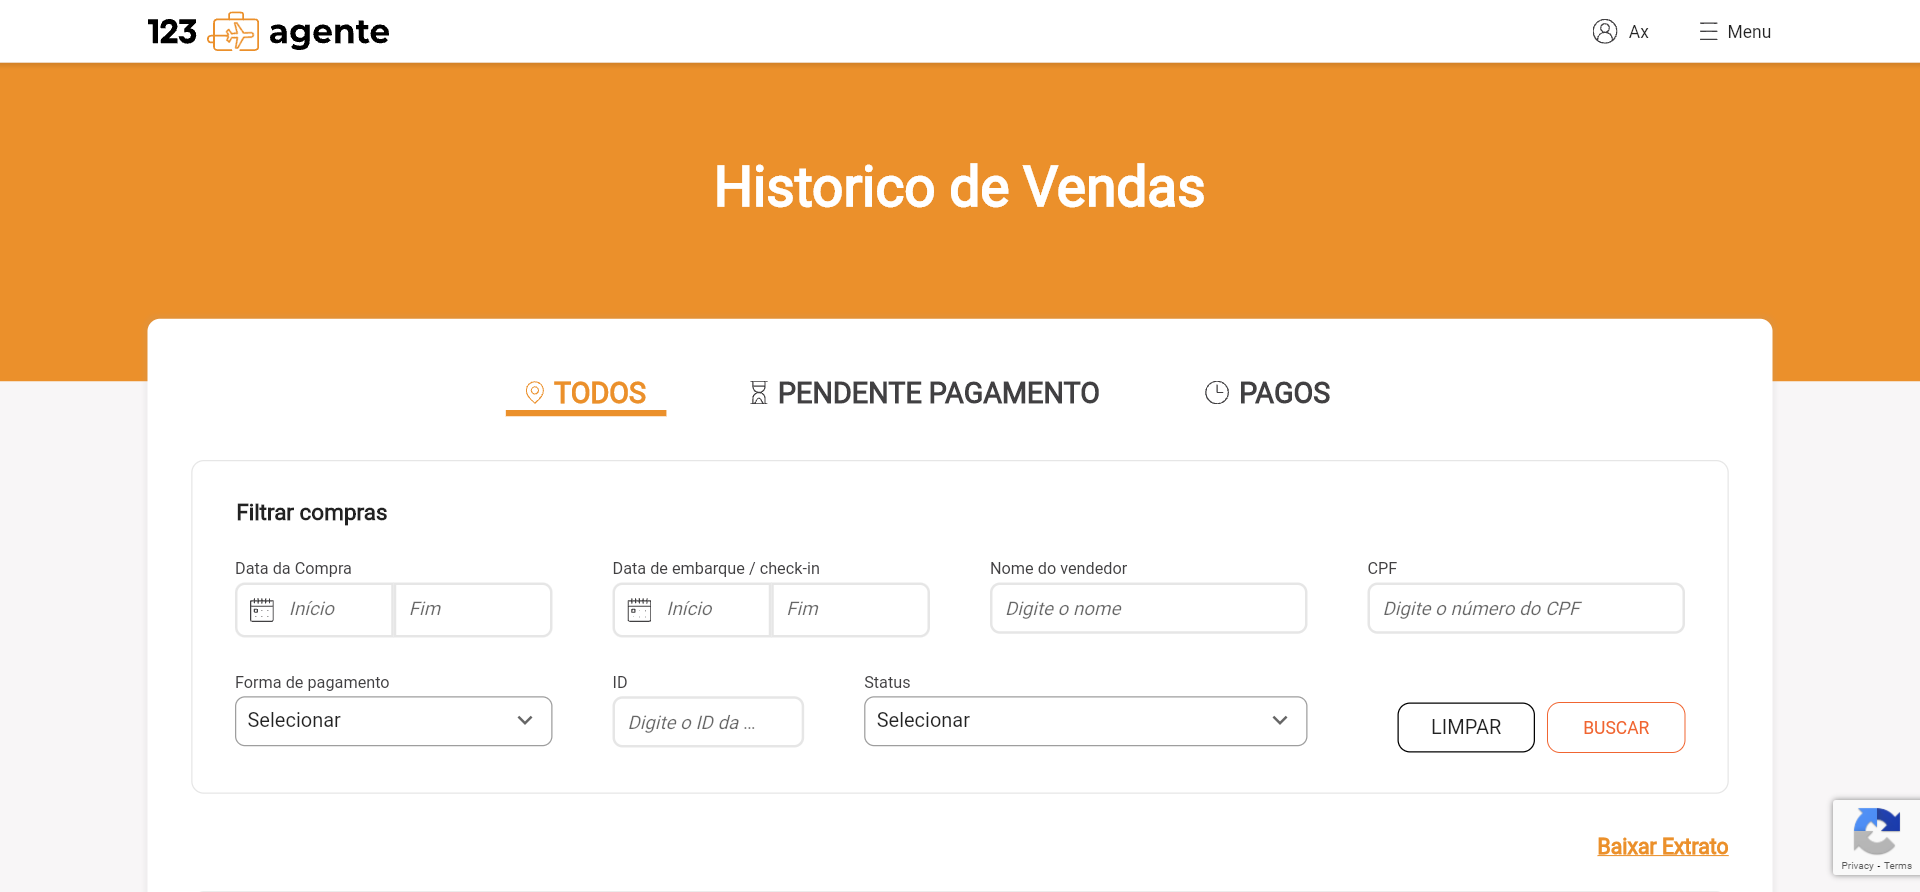 123 agente
Ax
Menu
Historico de Vendas
TODOS
PENDENTE PAGAMENTO
PAGOS
Filtrar compras
Data da Compra
Data de embarque / check-in
Nome do vendedor
CPF
Início
Fim
Início
Fim
Digite o nome
Digite o número do CPF
Forma de pagamento
ID
Status
Selecionar
Digite o ID da ...
Selecionar
LIMPAR
BUSCAR
Baixar Extrato
Privacy - Terms